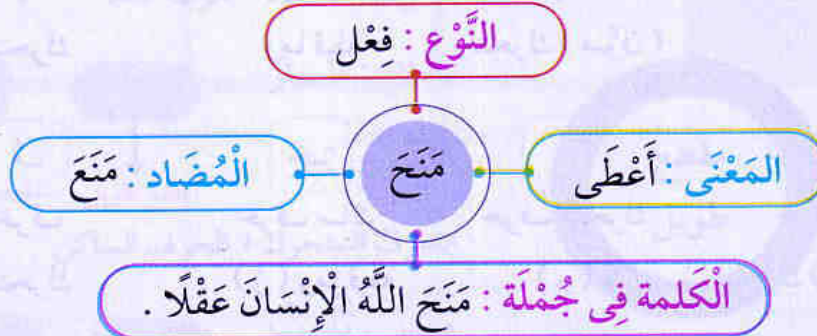 النَّوْع : فِعْل
المَعْنَى : أَعْطَى
مَنَحَ
الْمُضَاد : مَنَعَ
الْكَلمة فِى جُمْلَة : مَنَحَ اللَّهُ الْإِنْسَانَ عَقْلًا .